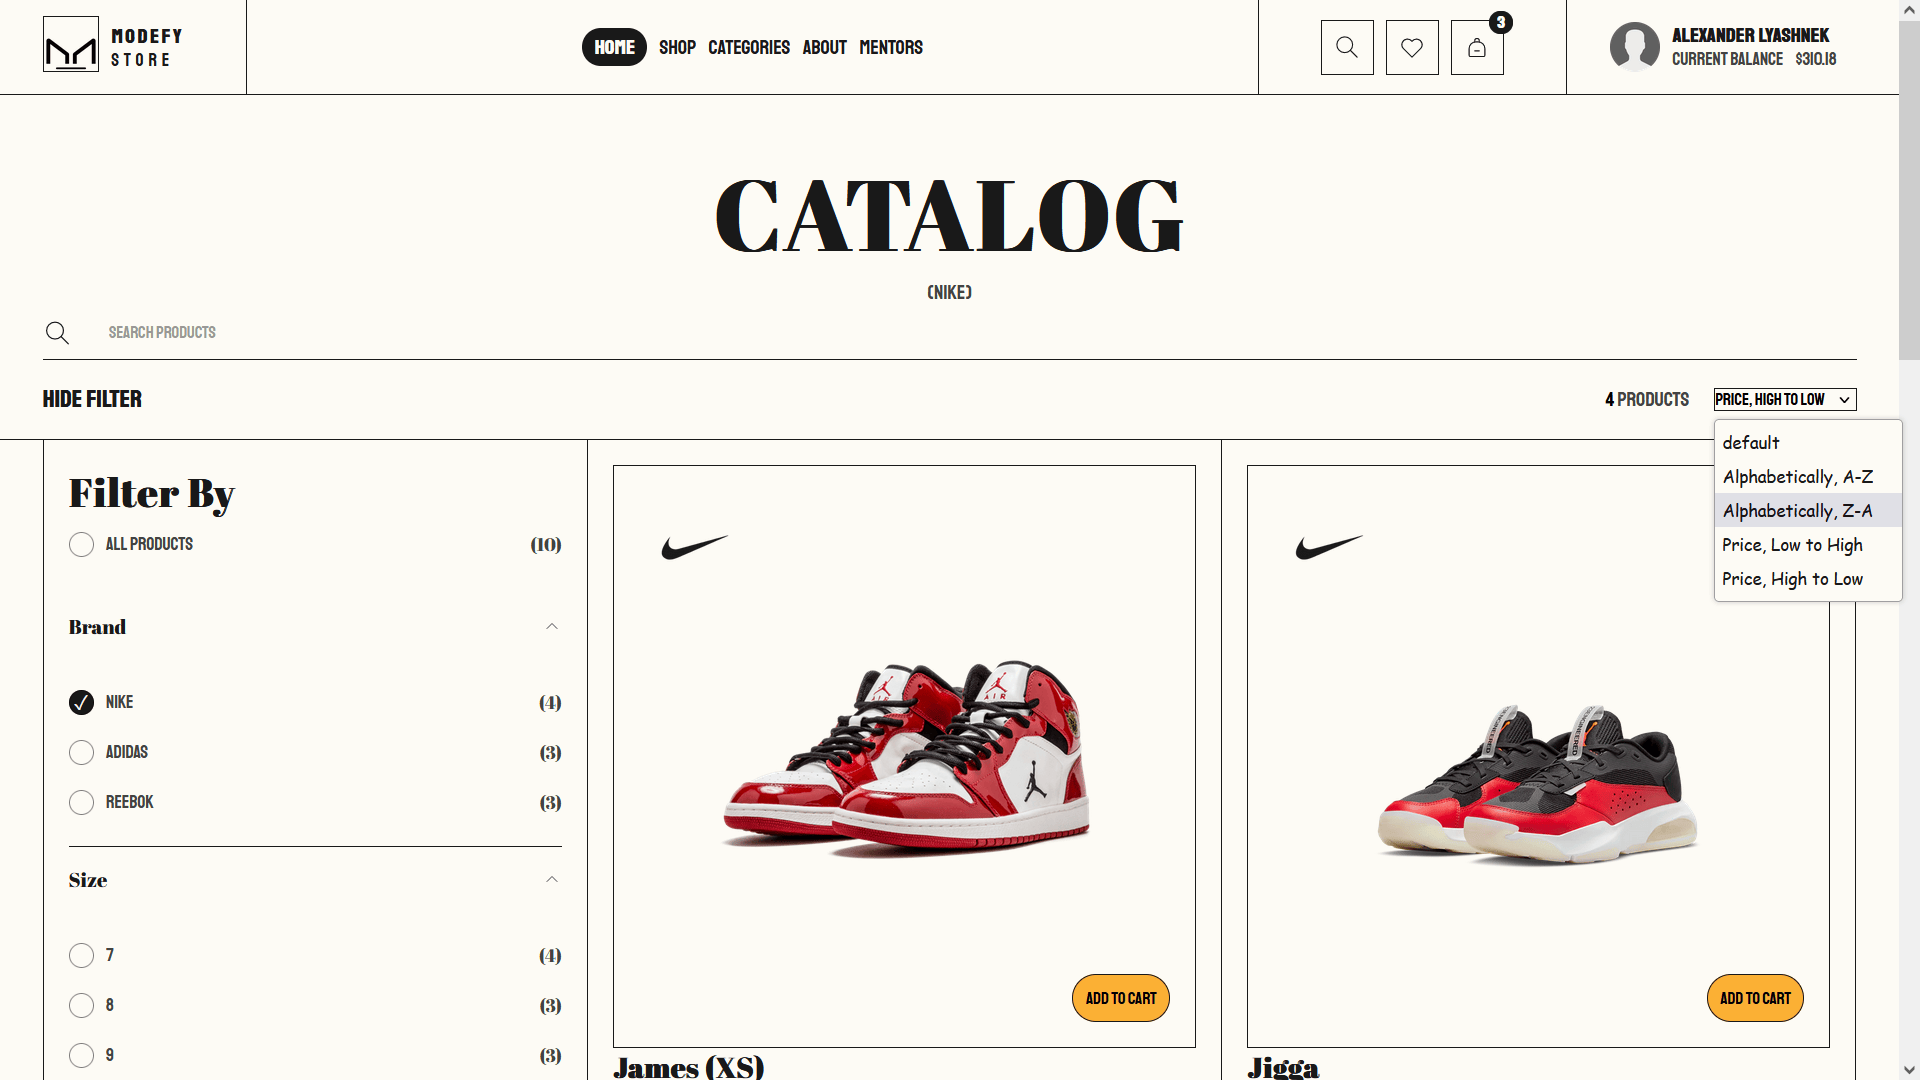 MODEFY
STORE
HOME SHOP CATEGORIES ABOUT MENTORS
3
ALEXANDER LYASHNEK
CURRENT BALANCE $310.18
CATALOG
(NIKE)
SEARCH PRODUCTS
HIDE FILTER
4 PRODUCTS
PRICE, HIGH TO LOW
default
Alphabetically, A-Z
Alphabetically, Z-A
Price, Low to High
Price, High to Low
Filter By
ALL PRODUCTS (10)
Brand
NIKE (4)
ADIDAS (3)
REEBOK (3)
Size
7 (4)
8 (3)
9 (3)
AIR
AIR
ADD TO CART
ADD TO CART
James (XS)
Jigga